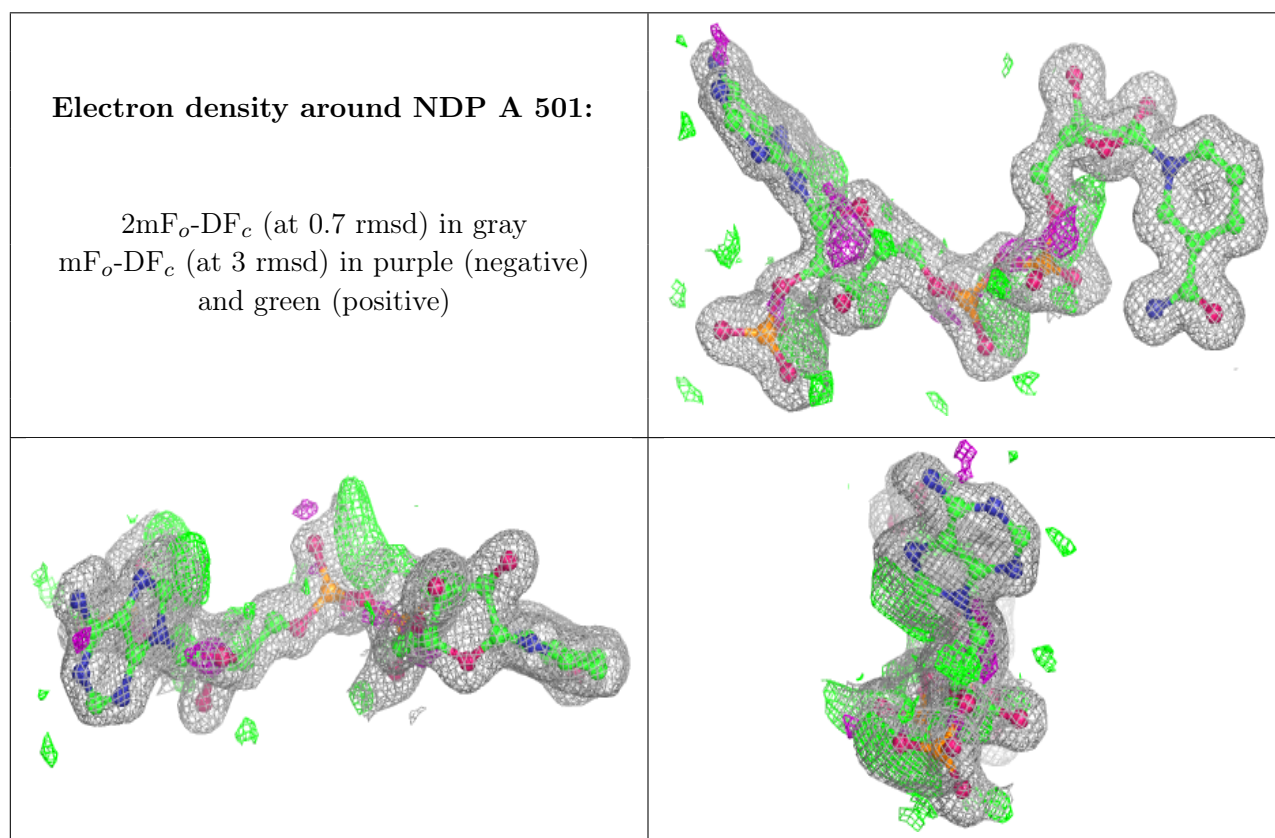 Electron density around NDP A 501:
2mFo-DFc (at 0.7 rmsd) in gray
mFo-DFc (at 3 rmsd) in purple (negative)
and green (positive)